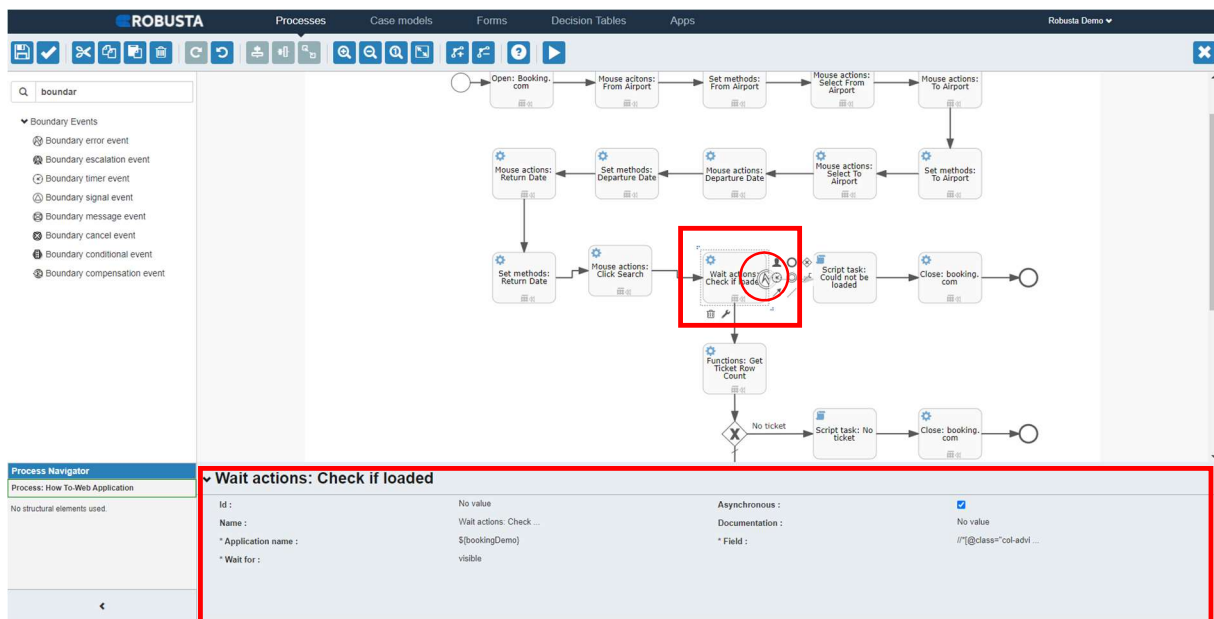 ROBUSTA
Processes
Case models
Forms
Decision Tables
Apps
Robusta Demo
boundar
Boundary Events
Boundary error event
Boundary escalation event
Boundary timer event
Boundary signal event
Boundary message event
Boundary cancel event
Boundary conditional event
Boundary compensation event
Open: Booking.
com
Mouse acitons:
From Airport
Set methods:
From Airport
Mouse actions:
Select From
Airport
Mouse actions:
To Airport
Mouse actions:
Return Date
Set methods:
Departure Date
Mouse actions:
Departure Date
Mouse actions:
Select To
Airport
Set methods:
To Airport
Set methods:
Return Date
Mouse actions:
Click Search
Wait actions:
Check if loaded
Script task:
Could not be
loaded
Close: booking.
com
Functions: Get
Ticket Row
Count
X
No ticket
Script task: No
ticket
Close: booking.
com
Process Navigator
Process: How To-Web Application
No structural elements used.
Wait actions: Check if loaded
Id :
No value
Asynchronous :
Name :
Wait actions: Check ...
Documentation :
No value
* Application name :
${bookingDemo}
* Field :
//*[@class="col-advi ...
* Wait for :
visible